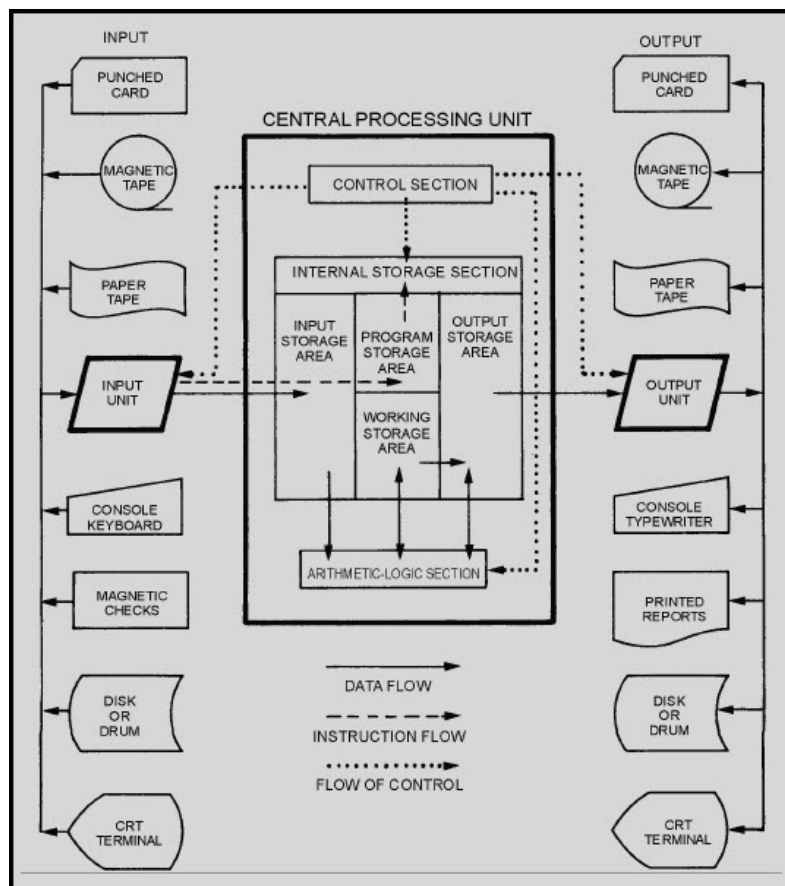 INPUT
PUNCHED
CARD
MAGNETIC
TAPE
PAPER
TAPE
INPUT
UNIT
CONSOLE
KEYBOARD
MAGNETIC
CHECKS
DISK
OR
DRUM
CRT
TERMINAL
CENTRAL PROCESSING UNIT
CONTROL SECTION
INTERNAL STORAGE SECTION
INPUT
STORAGE
AREA
PROGRAM
STORAGE
AREA
WORKING
STORAGE
AREA
OUTPUT
STORAGE
AREA
ARITHMETIC-LOGIC SECTION
DATA FLOW
INSTRUCTION FLOW
FLOW OF CONTROL
OUTPUT
PUNCHED
CARD
MAGNETIC
TAPE
PAPER
TAPE
OUTPUT
UNIT
CONSOLE
TYPEWRITER
PRINTED
REPORTS
DISK
OR
DRUM
CRT
TERMINAL